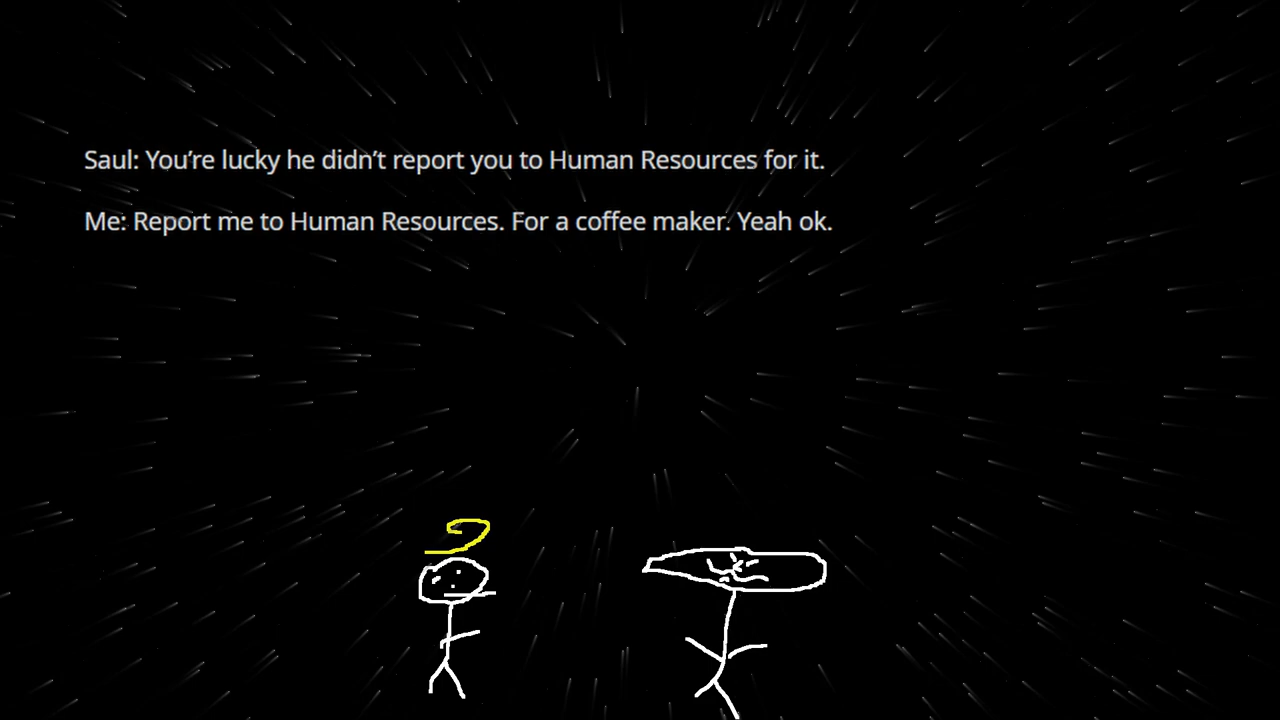 Saul: You’re lucky he didn’t report you to Human Resources for it.
Me: Report me to Human Resources. For a coffee maker. Yeah ok.